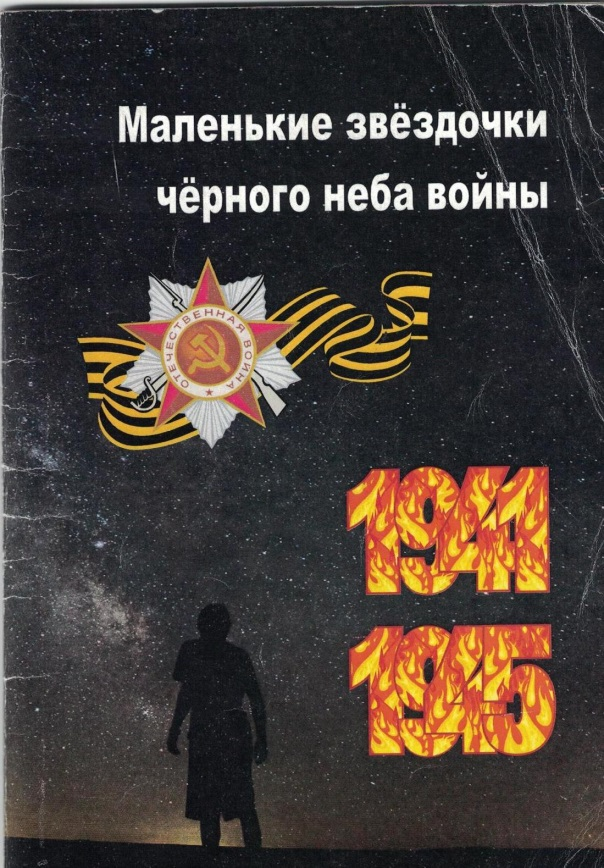 Маленькие звёздочки
чёрного неба войны
ОТЕЧЕСТВЕННАЯ ВОЙНА
1941
1945